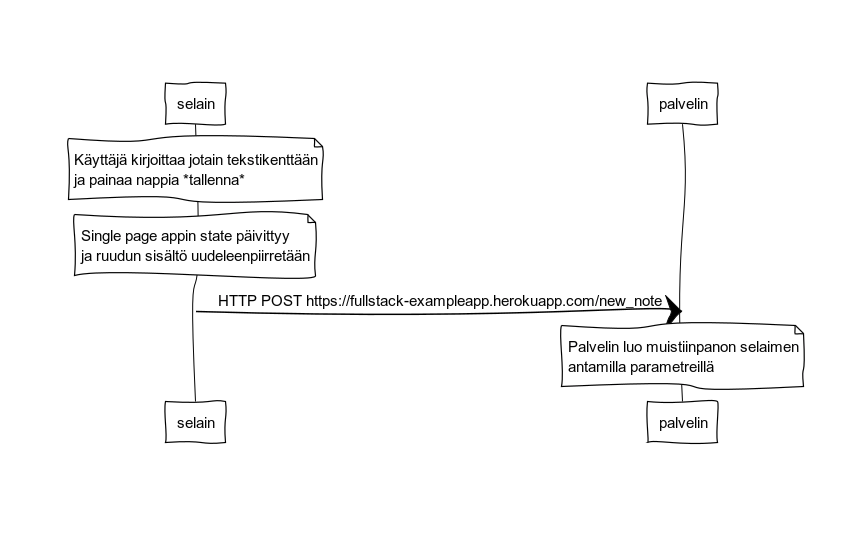 selain
palvelin
Käyttäjä kirjoittaa jotain tekstikenttään
ja painaa nappia *tallenna*
Single page appin state päivittyy
ja ruudun sisältö uudeleenpiirretään
HTTP POST https://fullstack-exampleapp.herokuapp.com/new_note
Palvelin luo muistiinpanon selaimen
antamilla parametreillä
selain
palvelin